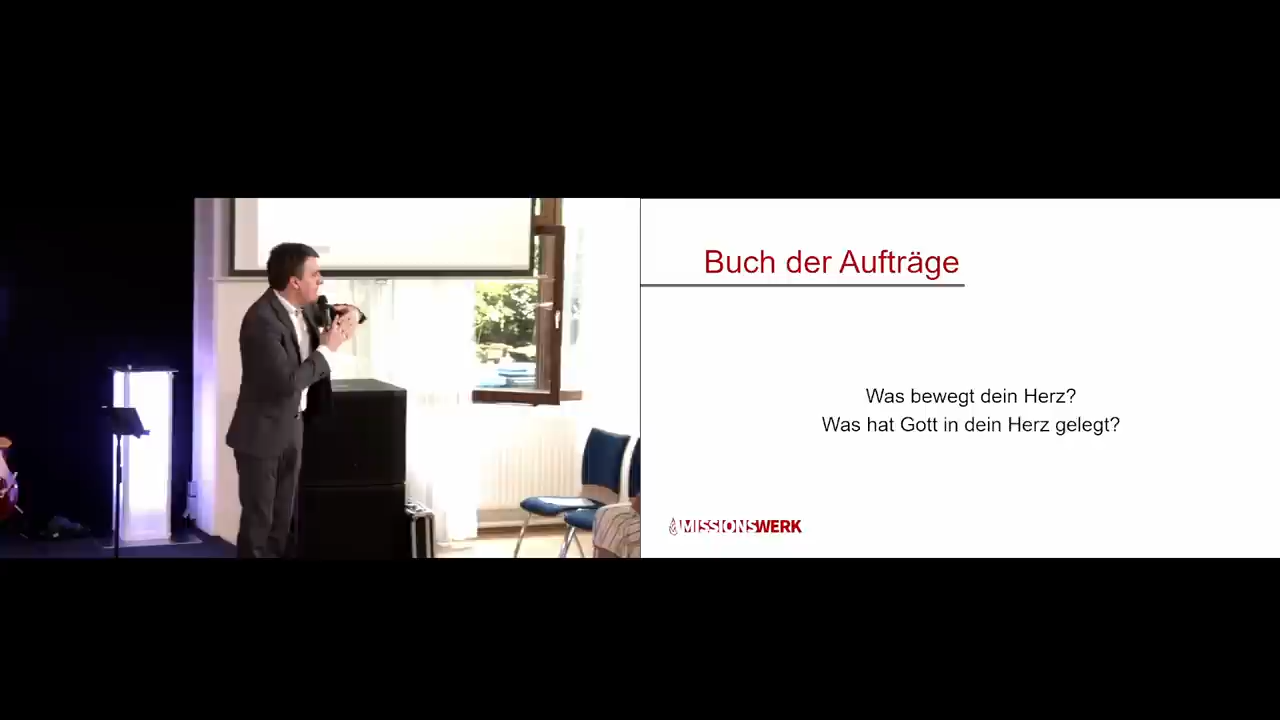 Buch der Aufträge
Was bewegt dein Herz?
Was hat Gott in dein Herz gelegt?
MISSIONSWERK